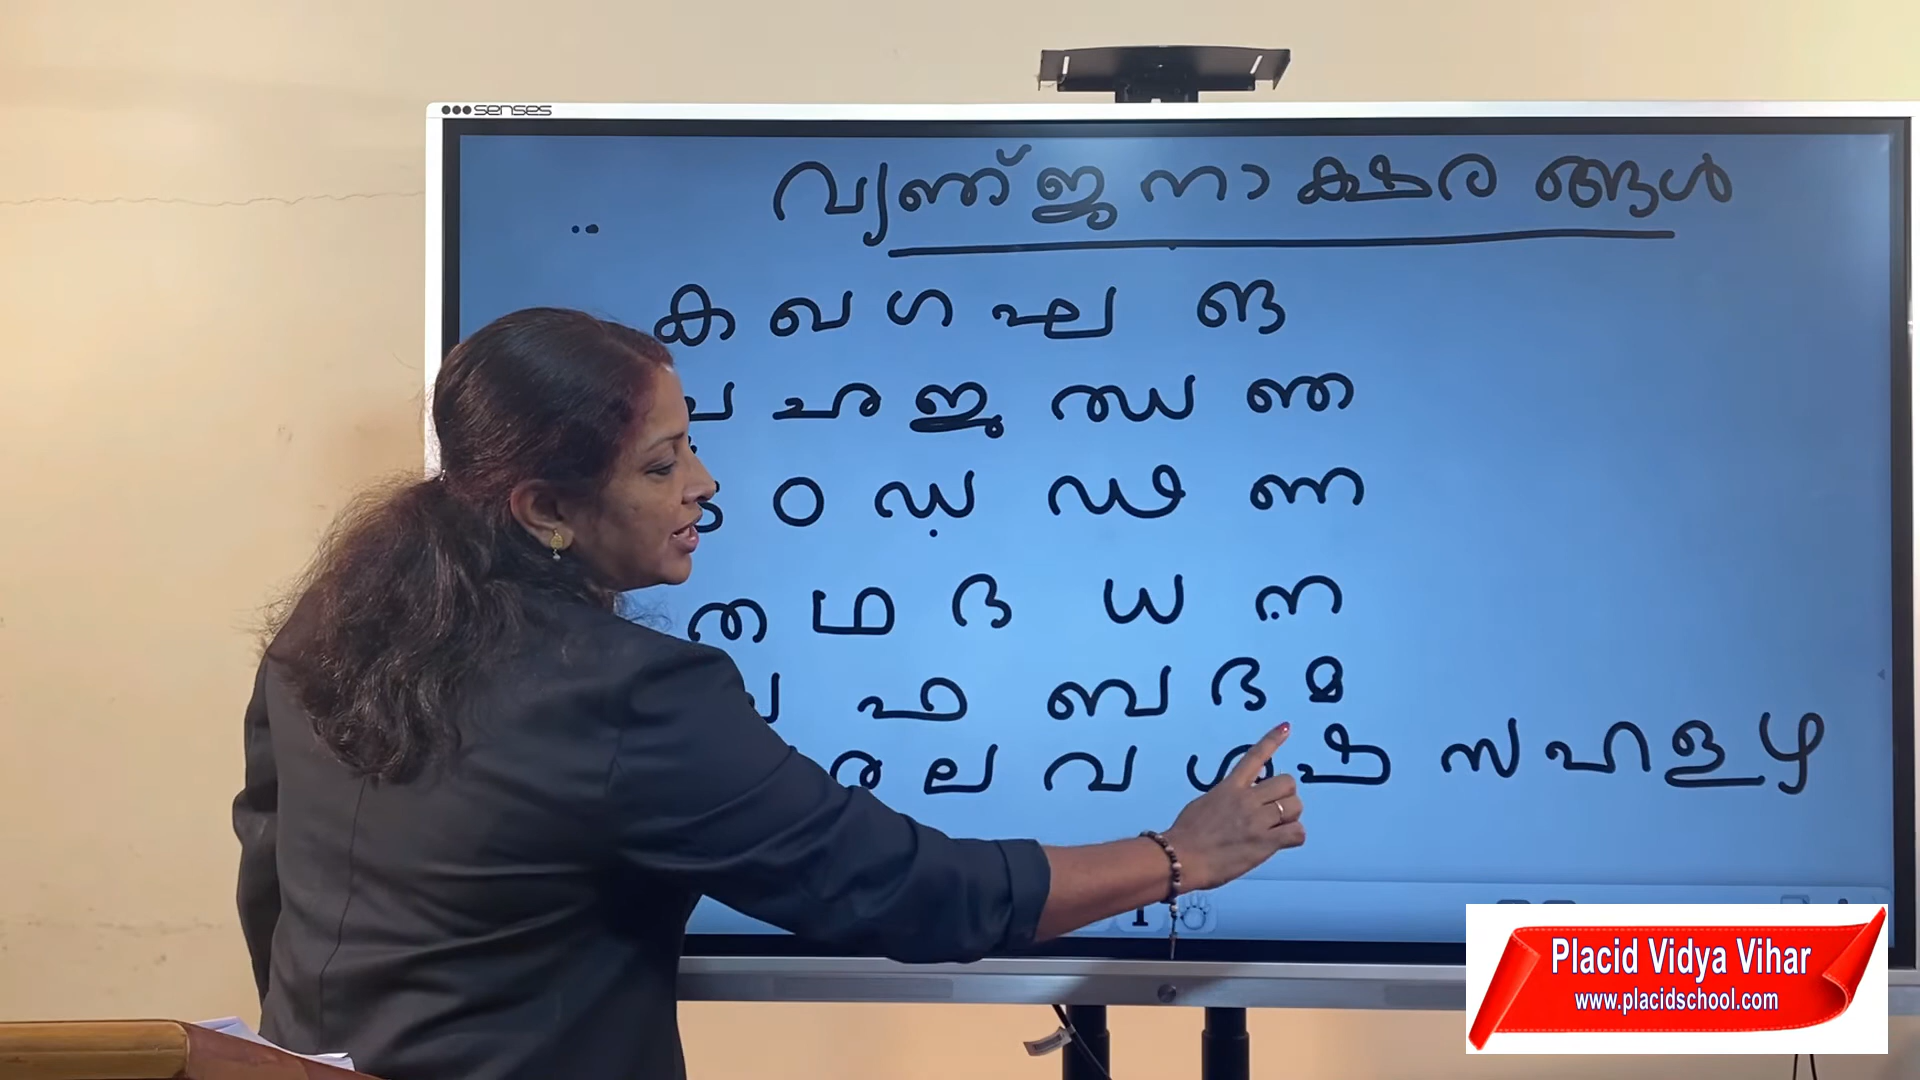 senses
വ്യഞ്ജനാക്ഷരങ്ങൾ
ക ഖ ഗ ഘ ങ
ച ഛ ജ ഝ ഞ
ട ഠ ഡ ഢ ണ
ത ഥ ദ ധ ന
പ ഫ ബ ഭ മ
ര ല വ ശ ഷ സ ഹ ള ഴ
Placid Vidya Vihar
www.placidschool.com